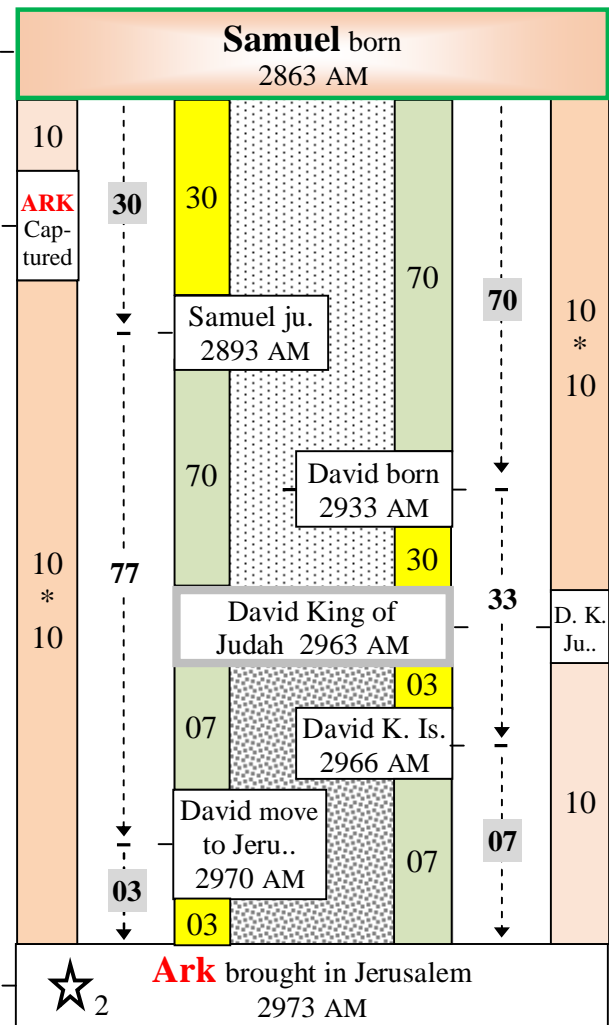 Samuel born
2863 AM
10
ARK
Cap-
tured
30
30
70
70
10
*
10
Samuel ju.
2893 AM
70
David born
2933 AM
30
10
*
10
77
David King of
Judah 2963 AM
33
D. K.
Ju..
03
07
David K. Is.
2966 AM
10
David move
to Jeru..
2970 AM
07
07
03
03
Ark brought in Jerusalem
2973 AM
2